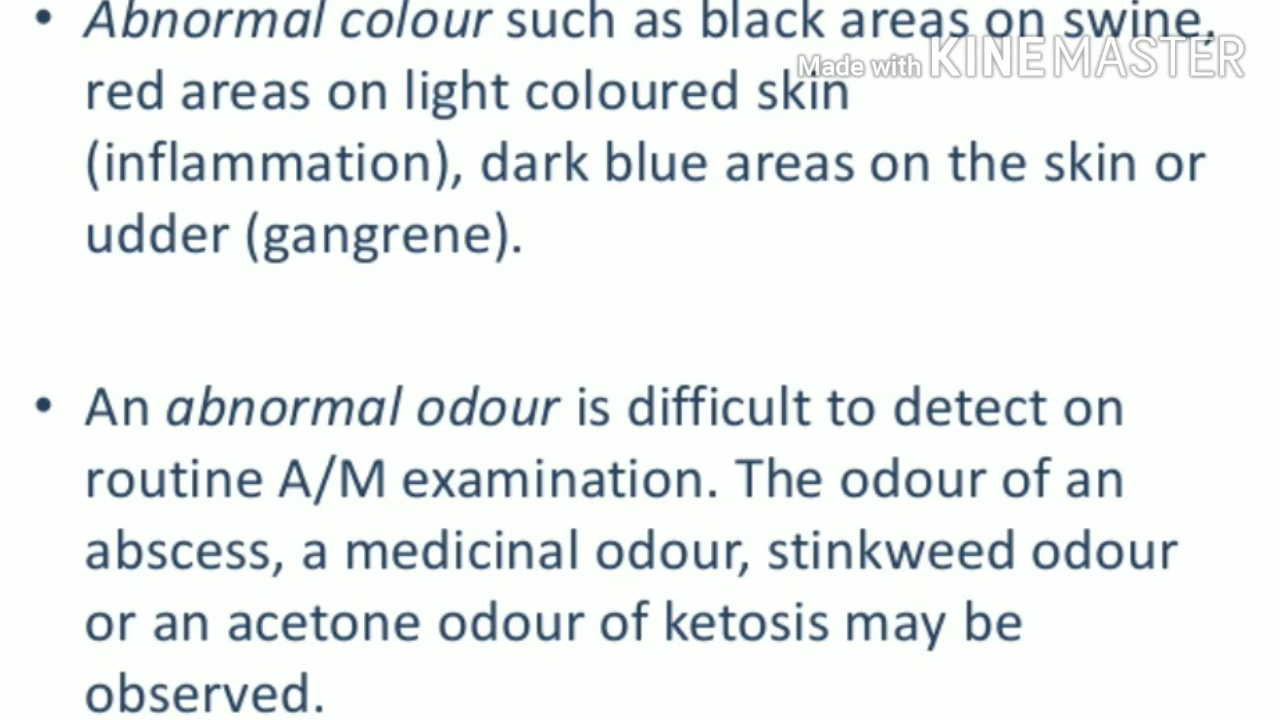 • Abnormal colour such as black areas on swine,
Made with KINEMASTER
red areas on light coloured skin
(inflammation), dark blue areas on the skin or
udder (gangrene).
• An abnormal odour is difficult to detect on
routine A/M examination. The odour of an
abscess, a medicinal odour, stinkweed odour
or an acetone odour of ketosis may be
observed.